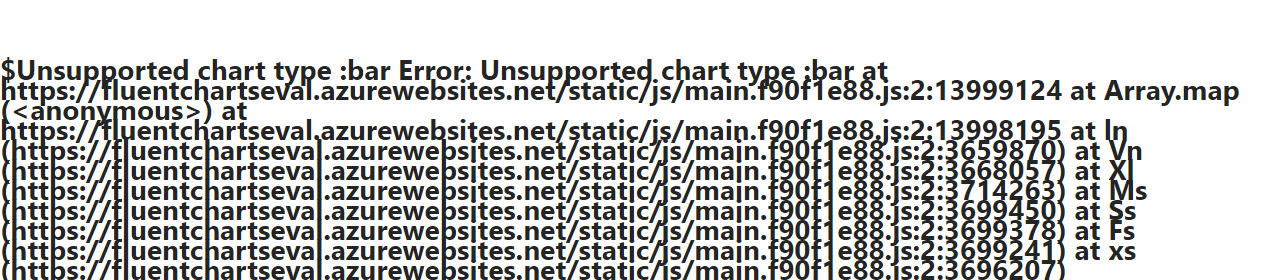 $Unsupported chart type :bar Error: Unsupported chart type :bar at
https://fluentchartseval.azurewebsites.net/static/js/main.f90f1e88.js:2:13999124 at Array.map
(<anonymous>) at
https://fluentchartseval.azurewebsites.net/static/js/main.f90f1e88.js:2:13998195 at In
(https://fluentchartseval.azurewebsites.net/static/js/main.f90f1e88.js:2:3659870) at Vn
(https://fluentchartseval.azurewebsites.net/static/js/main.f90f1e88.js:2:3668057) at Xl
(https://fluentchartseval.azurewebsites.net/static/js/main.f90f1e88.js:2:3714263) at Ms
(https://fluentchartseval.azurewebsites.net/static/js/main.f90f1e88.js:2:3699450) at Ss
(https://fluentchartseval.azurewebsites.net/static/js/main.f90f1e88.js:2:3699378) at Fs
(https://fluentchartseval.azurewebsites.net/static/js/main.f90f1e88.js:2:3699241) at xs
(https://fluentchartseval.azurewebsites.net/static/js/main.f90f1e88.js:2:3696207)